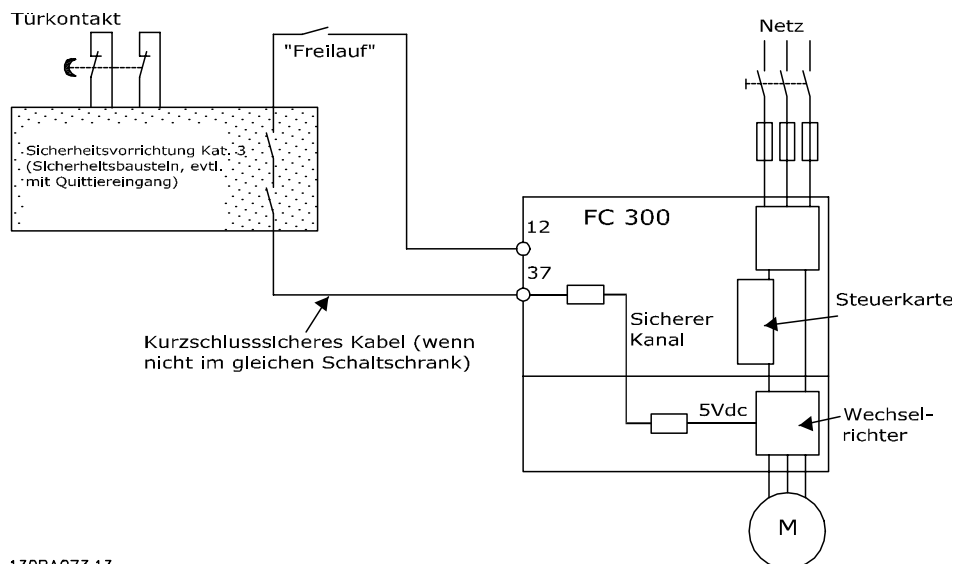 Türkontakt
"Freilauf"
Netz
Sicherheitsvorrichtung Kat. 3
(Sicherheitsbaustein, evtl.
mit Quittiereingang)
12
FC 300
37
Sicherer
Kanal
Steuerkarte
Kurzschlusssicheres Kabel (wenn
nicht im gleichen Schaltschrank)
5Vdc
Wechsel-
richter
M